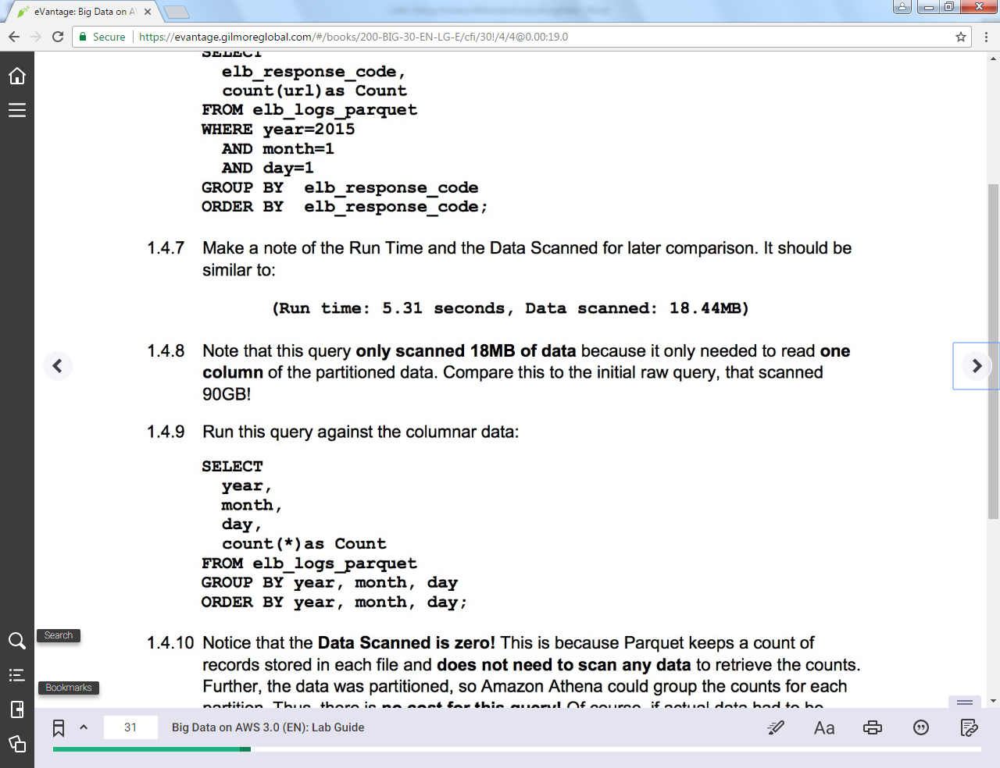 eVantage: Big Data on A
Secure
https://evantage.gilmoreglobal.com/#/books/200-BIG-30-EN-LG-E/cfi/30!/4/4@0.00:19.0
SELECT
elb_response_code,
count(url)as Count
FROM elb_logs_parquet
WHERE year=2015
AND month=1
AND day=1
GROUP BY elb_response_code
ORDER BY elb_response_code;
1.4.7 Make a note of the Run Time and the Data Scanned for later comparison. It should be
similar to:
(Run time: 5.31 seconds, Data scanned: 18.44MB)
1.4.8 Note that this query only scanned 18MB of data because it only needed to read one
column of the partitioned data. Compare this to the initial raw query, that scanned
90GB!
1.4.9 Run this query against the columnar data:
SELECT
year,
month,
day,
count(*)as Count
FROM elb_logs_parquet
GROUP BY year, month, day
ORDER BY year, month, day;
1.4.10 Notice that the Data Scanned is zero! This is because Parquet keeps a count of
records stored in each file and does not need to scan any data to retrieve the counts.
Further, the data was partitioned, so Amazon Athena could group the counts for each
partition. Thus, there is no cost for this query! Of course, if actual data had to be
Search
Bookmarks
31
Big Data on AWS 3.0 (EN): Lab Guide
Aa